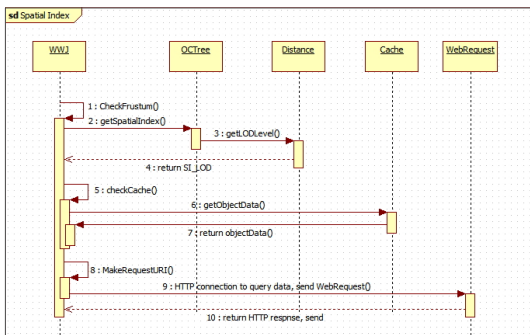 sd Spatial Index
WWJ
OCTree
Distance
Cache
WebRequest
1 : CheckFrustum()
2 : getSpatialIndex()
3 : getLODLevel()
4 : return SI_LOD
5 : checkCache()
6 : getObjectData()
7 : return objectData()
8 : MakeRequestURI()
9 : HTTP connection to query data, send WebRequest()
10 : return HTTP respnse, send